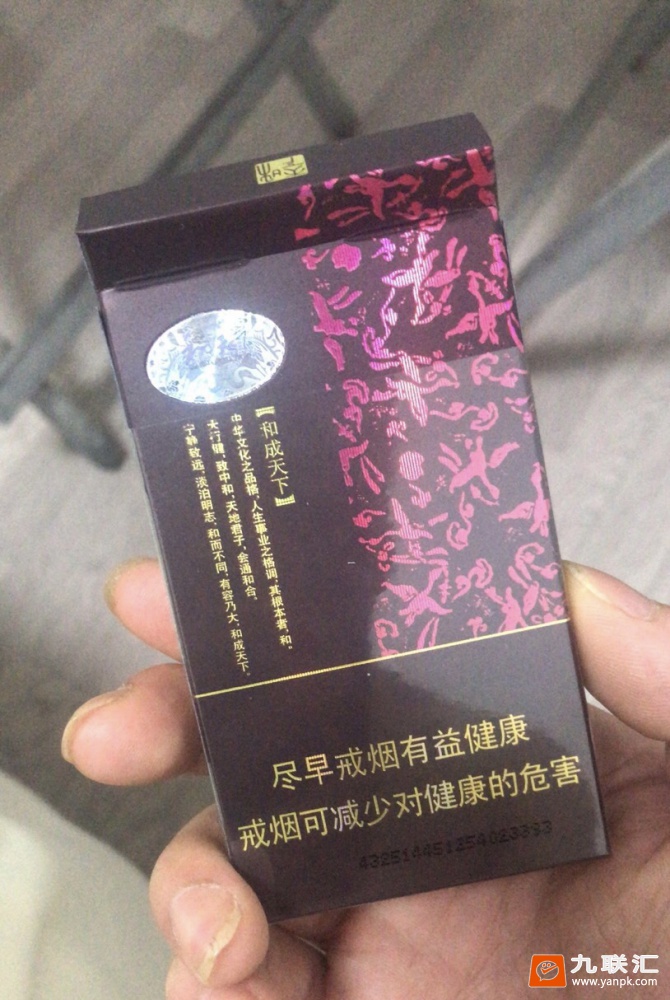 【和成天下】
中华文化之品格,人生事业之格调,其根本者,和。
大行健,致中和,天地君子,会通和合。
宁静致远,淡泊明志,和而不同,有容乃大,和成天下。
尽早戒烟有益健康
戒烟可减少对健康的危害
九联汇
www.yanpk.com